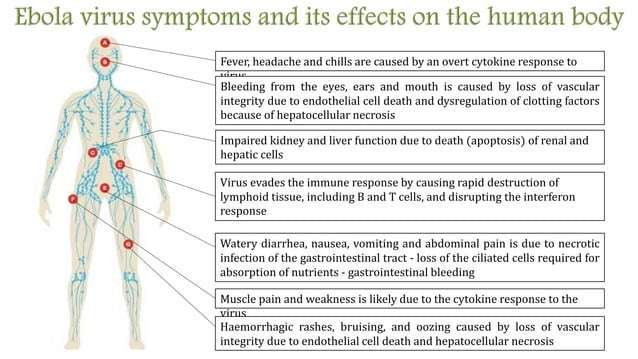 Ebola virus symptoms and its effects on the human body
A
B
Fever, headache and chills are caused by an overt cytokine response to
virus
Bleeding from the eyes, ears and mouth is caused by loss of vascular
integrity due to endothelial cell death and dysregulation of clotting factors
because of hepatocellular necrosis
Impaired kidney and liver function due to death (apoptosis) of renal and
hepatic cells
Virus evades the immune response by causing rapid destruction of
lymphoid tissue, including B and T cells, and disrupting the interferon
response
E
F
Watery diarrhea, nausea, vomiting and abdominal pain is due to necrotic
infection of the gastrointestinal tract - loss of the ciliated cells required for
absorption of nutrients - gastrointestinal bleeding
Muscle pain and weakness is likely due to the cytokine response to the
virus
Haemorrhagic rashes, bruising, and oozing caused by loss of vascular
integrity due to endothelial cell death and hepatocellular necrosis